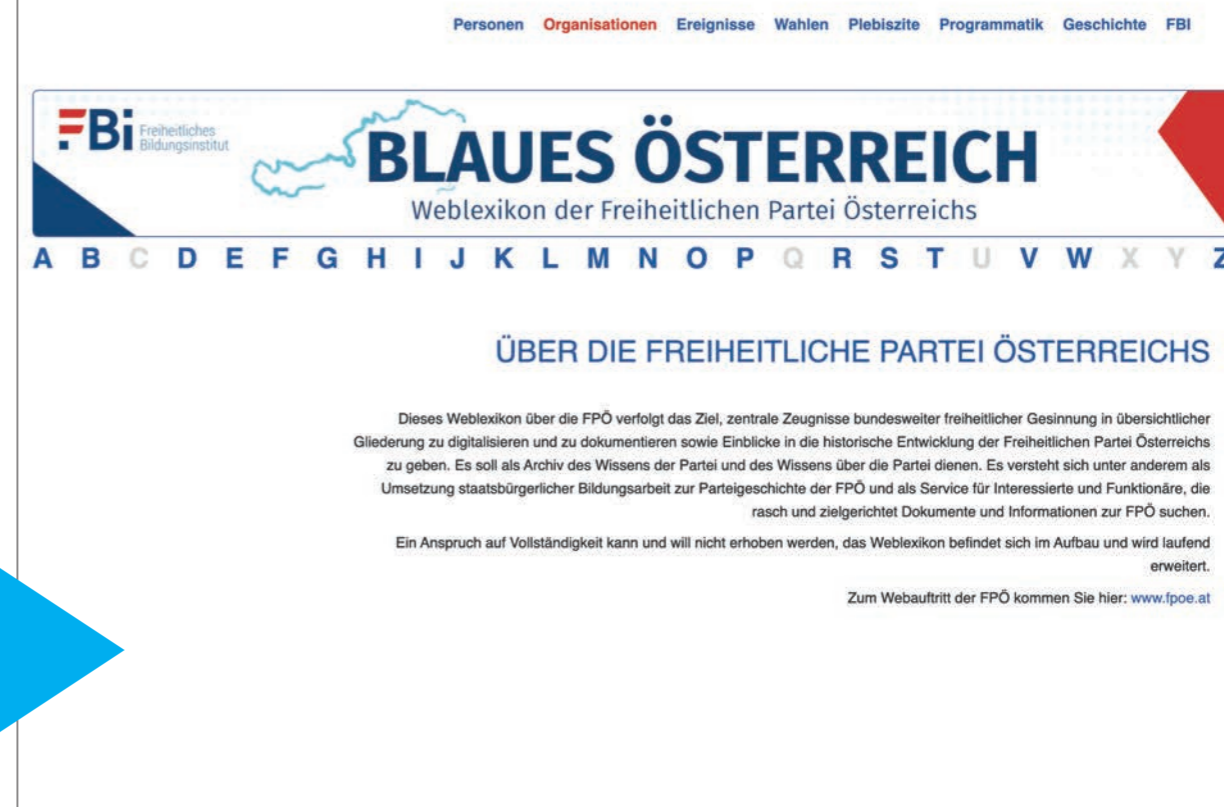 Personen Organisationen Ereignisse Wahlen Plebiszite Programmatik Geschichte FBI
FBi Freiheitliches
Bildungsinstitut
BLAUES ÖSTERREICH
Weblexikon der Freiheitlichen Partei Österreichs
A B C D E F G H I J K L M N O P Q R S T U V W X Y Z
ÜBER DIE FREIHEITLICHE PARTEI ÖSTERREICHS
Dieses Weblexikon über die FPÖ verfolgt das Ziel, zentrale Zeugnisse bundesweiter freiheitlicher Gesinnung in übersichtlicher
Gliederung zu digitalisieren und zu dokumentieren sowie Einblicke in die historische Entwicklung der Freiheitlichen Partei Österreichs
zu geben. Es soll als Archiv des Wissens der Partei und des Wissens über die Partei dienen. Es versteht sich unter anderem als
Umsetzung staatsbürgerlicher Bildungsarbeit zur Parteigeschichte der FPÖ und als Service für Interessierte und Funktionäre, die
rasch und zielgerichtet Dokumente und Informationen zur FPÖ suchen.
Ein Anspruch auf Vollständigkeit kann und will nicht erhoben werden, das Weblexikon befindet sich im Aufbau und wird laufend
erweitert.
Zum Webauftritt der FPÖ kommen Sie hier: www.fpoe.at